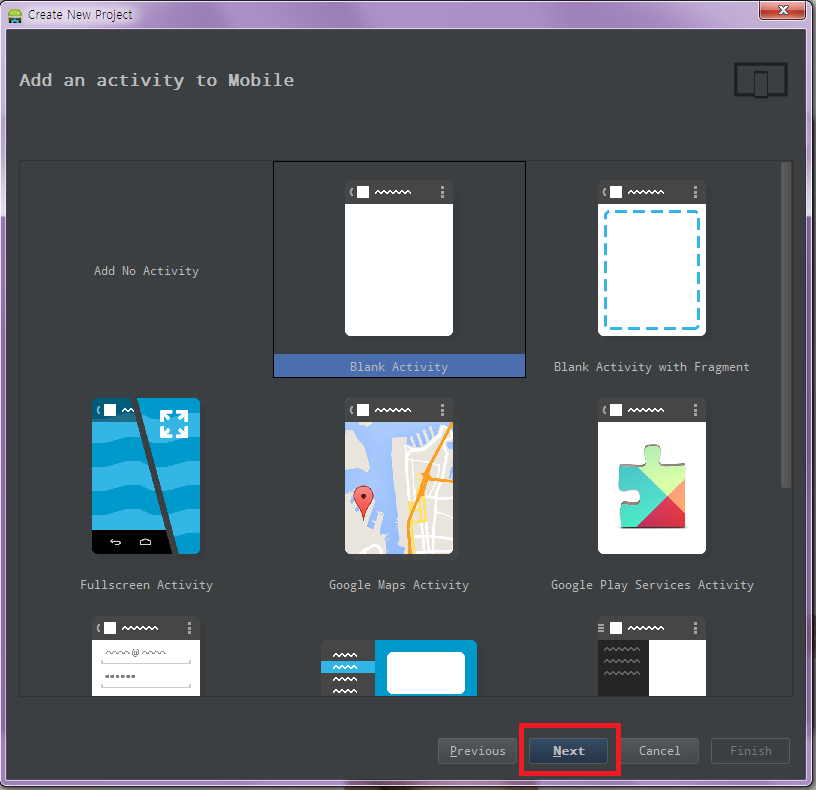 Create New Project
Add an activity to Mobile
Add No Activity
Blank Activity
Blank Activity with Fragment
Fullscreen Activity
Google Maps Activity
Google Play Services Activity
Previous
Next
Cancel
Finish